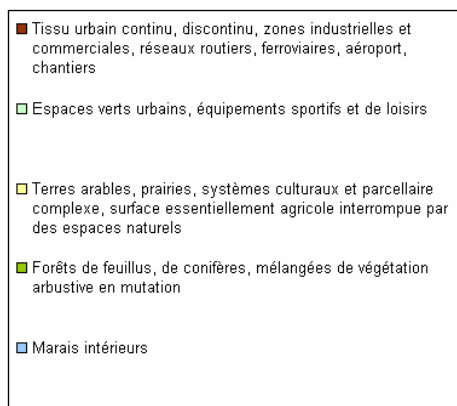 Tissu urbain continu, discontinu, zones industrielles et
commerciales, réseaux routiers, ferroviaires, aéroport,
chantiers
Espaces verts urbains, équipements sportifs et de loisirs
Terres arables, prairies, systèmes culturaux et parcellaire
complexe, surface essentiellement agricole interrompue par
des espaces naturels
Forêts de feuillus, de conifères, mélangées de végétation
arbustive en mutation
Marais intérieurs